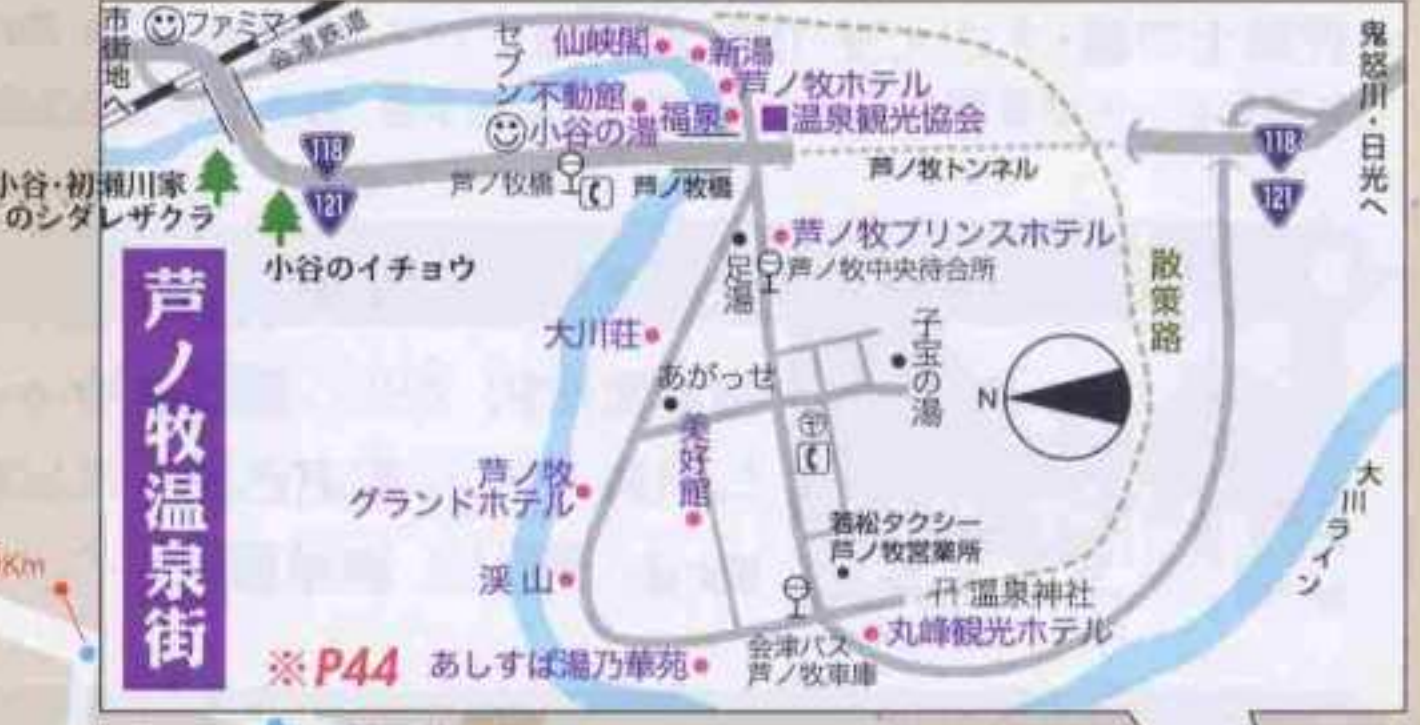 市街地へ
ファミマ
会津鉄道
セブン
仙峡閣
新湯
芦ノ牧ホテル
不動館
福泉
温泉観光協会
小谷の湯
118
121
芦ノ牧橋
芦ノ牧橋
芦ノ牧トンネル
118
121
鬼怒川・日光へ
小谷・初瀬川家
のシダレザクラ
小谷のイチョウ
芦ノ牧プリンスホテル
足湯
芦ノ牧中央待合所
散策路
芦ノ牧温泉街
大川荘
子宝の湯
あがっせ
N
美好館
芦ノ牧
グランドホテル
大川ライン
若松タクシー
芦ノ牧営業所
渓山
温泉神社
丸峰観光ホテル
会津バス
芦ノ牧車庫
※P44
あしすば湯乃華苑
Km